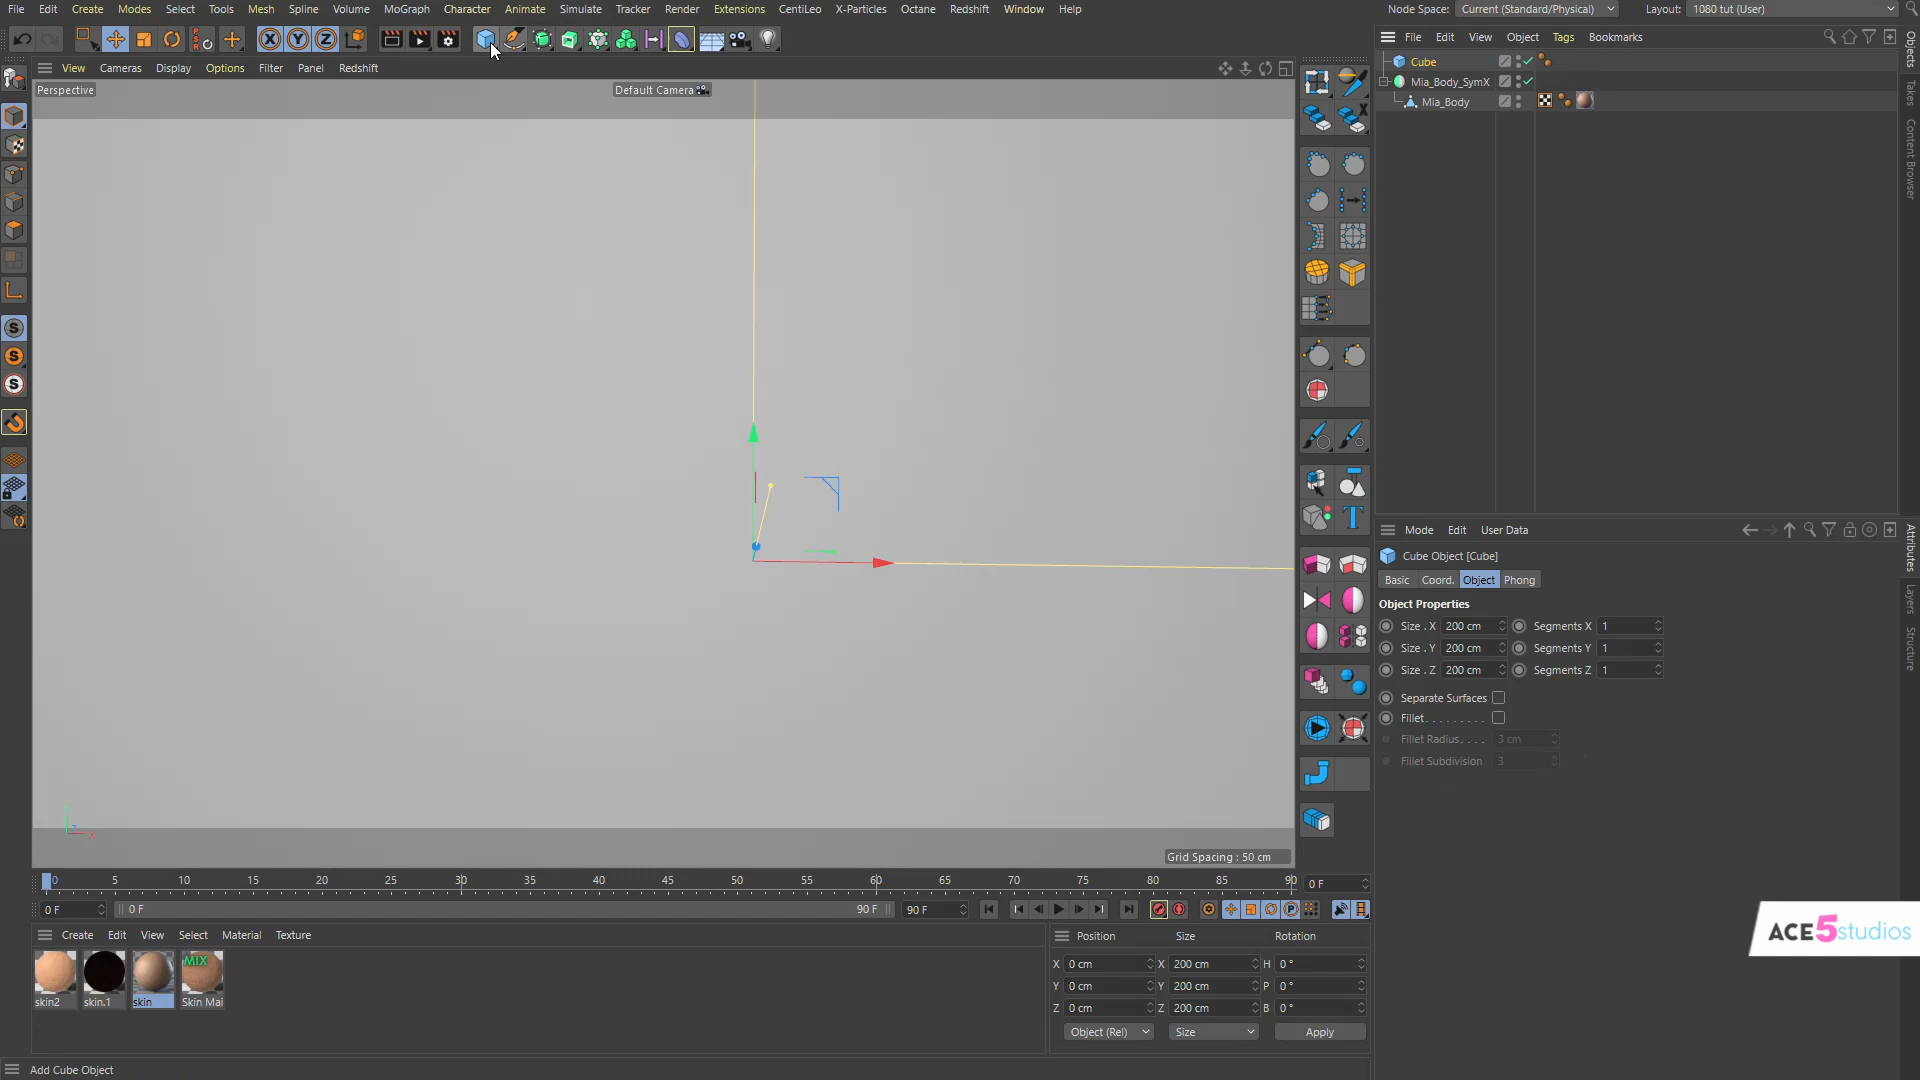 File Edit Create Modes Select Tools Mesh Spline Volume MoGraph Character Animate Simulate Tracker Render Extensions CentiLeo X-Particles Octane Redshift Window Help
Node Space: Current (Standard/Physical) Layout: 1080 tut (User)
X Y Z
PSR
File Edit View Object Tags Bookmarks
View Cameras Display Options Filter Panel Redshift
Perspective
Default Camera
Cube
Mia_Body_SymX
Mia_Body
Objects
Takes
Content Browser
S
S
S
X
T
Mode Edit User Data
Cube Object [Cube]
Basic Coord. Object Phong
Object Properties
Size . X 200 cm Segments X 1
Size . Y 200 cm Segments Y 1
Size . Z 200 cm Segments Z 1
Separate Surfaces
Fillet
Fillet Radius 3 cm
Fillet Subdivision 3
Attributes
Layers
Structure
Y
Z
X
Grid Spacing : 50 cm
0 5 10 15 20 25 30 35 40 45 50 55 60 65 70 75 80 85 90
0 F
0 F 0 F 90 F 90 F
P
Create Edit View Select Material Texture
MIX
skin2 skin.1 skin Skin Mai
Position Size Rotation
X 0 cm X 200 cm H 0 °
Y 0 cm Y 200 cm P 0 °
Z 0 cm Z 200 cm B 0 °
Object (Rel) Size Apply
ACE5studios
Add Cube Object